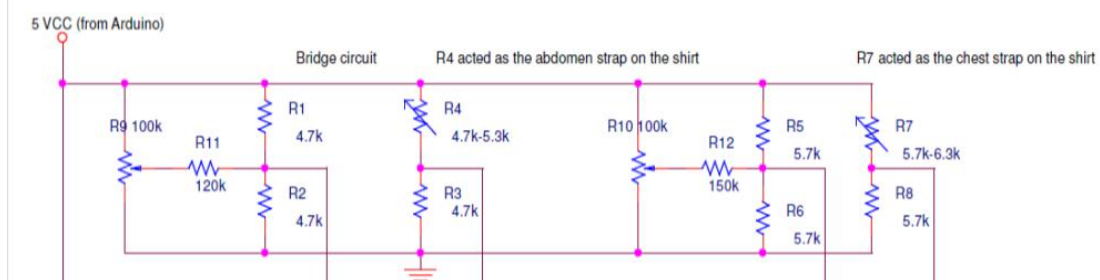 5 VCC (from Arduino)
Bridge circuit
R4 acted as the abdomen strap on the shirt
R7 acted as the chest strap on the shirt
R9 100k
R11
120k
R1
4.7k
R2
4.7k
R4
4.7k-5.3k
R3
4.7k
R10 100k
R12
150k
R5
5.7k
R6
5.7k
R7
5.7k-6.3k
R8
5.7k